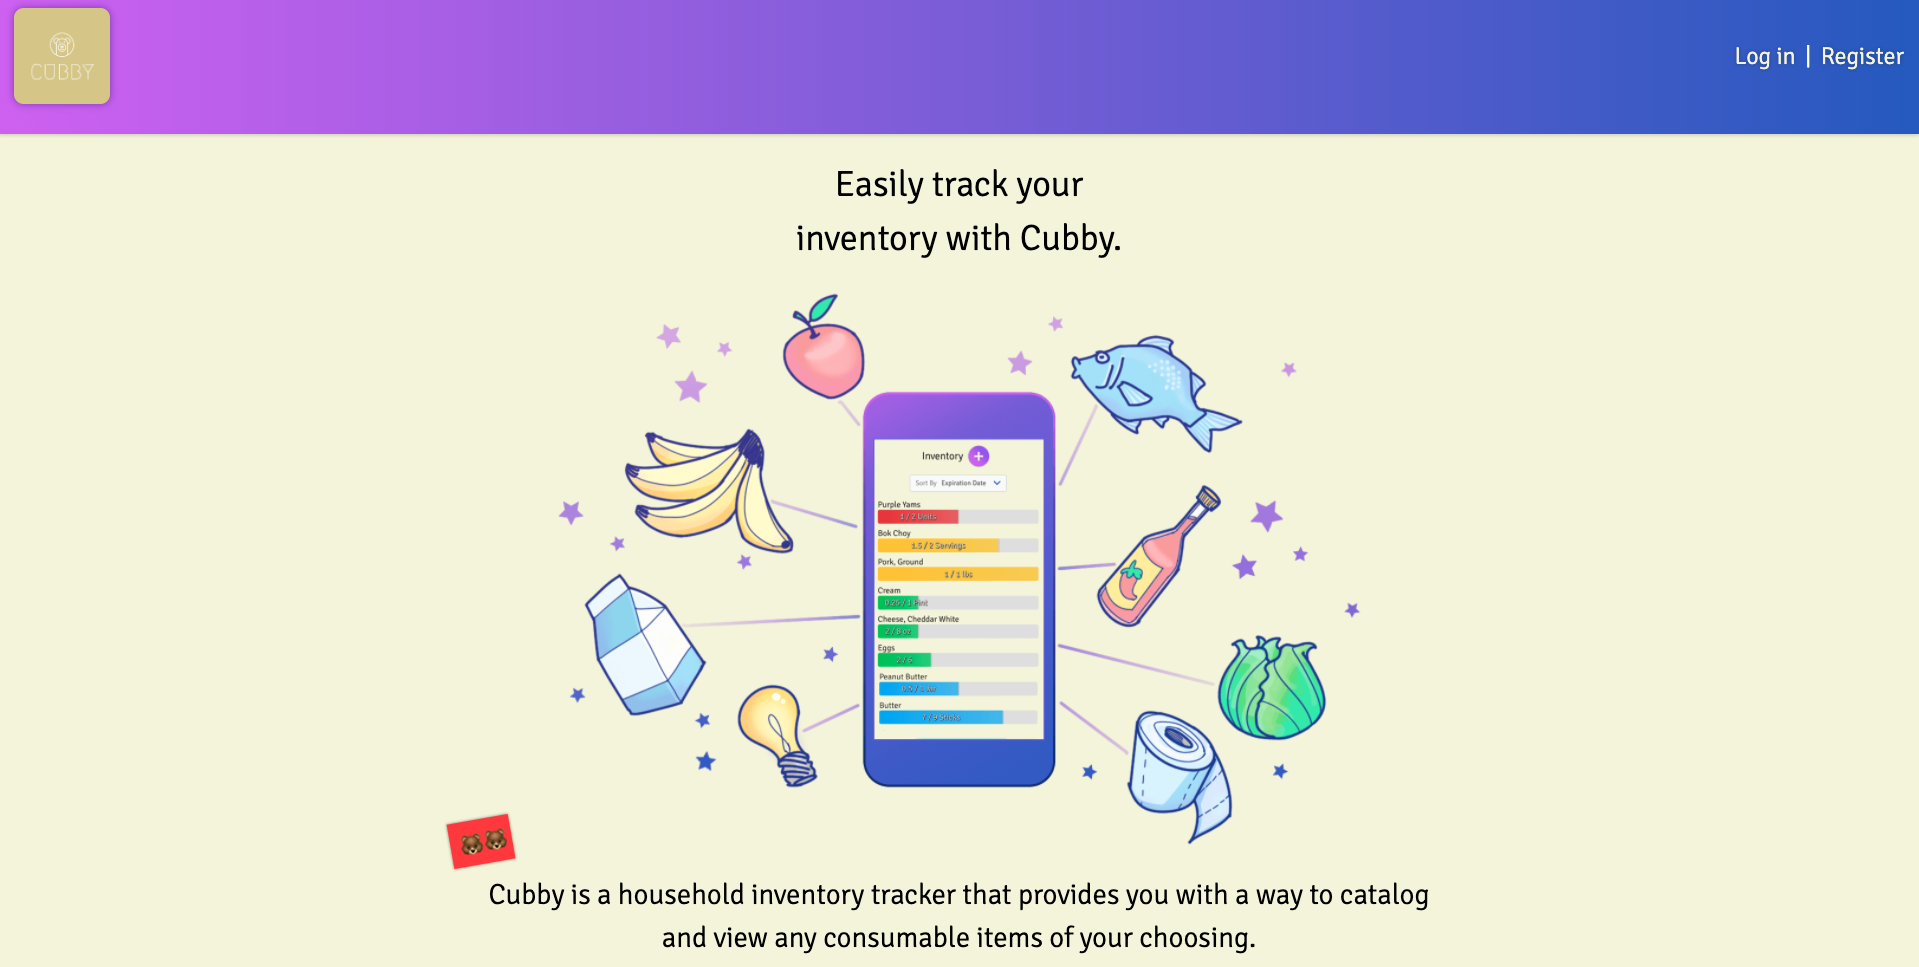 CUBBY
Log in | Register
Easily track your
inventory with Cubby.
Inventory +
Sort By Expiration Date
Purple Yams
1 / 2 Units
Bok Choy
1.5 / 2 Servings
Pork, Ground
1 / 1 lbs
Cream
0.25 / 1 Pint
Cheese, Cheddar White
2 / 8 oz
Eggs
Peanut Butter
0.5 / 1 Jar
Butter
7 / 9 Sticks
Cubby is a household inventory tracker that provides you with a way to catalog
and view any consumable items of your choosing.